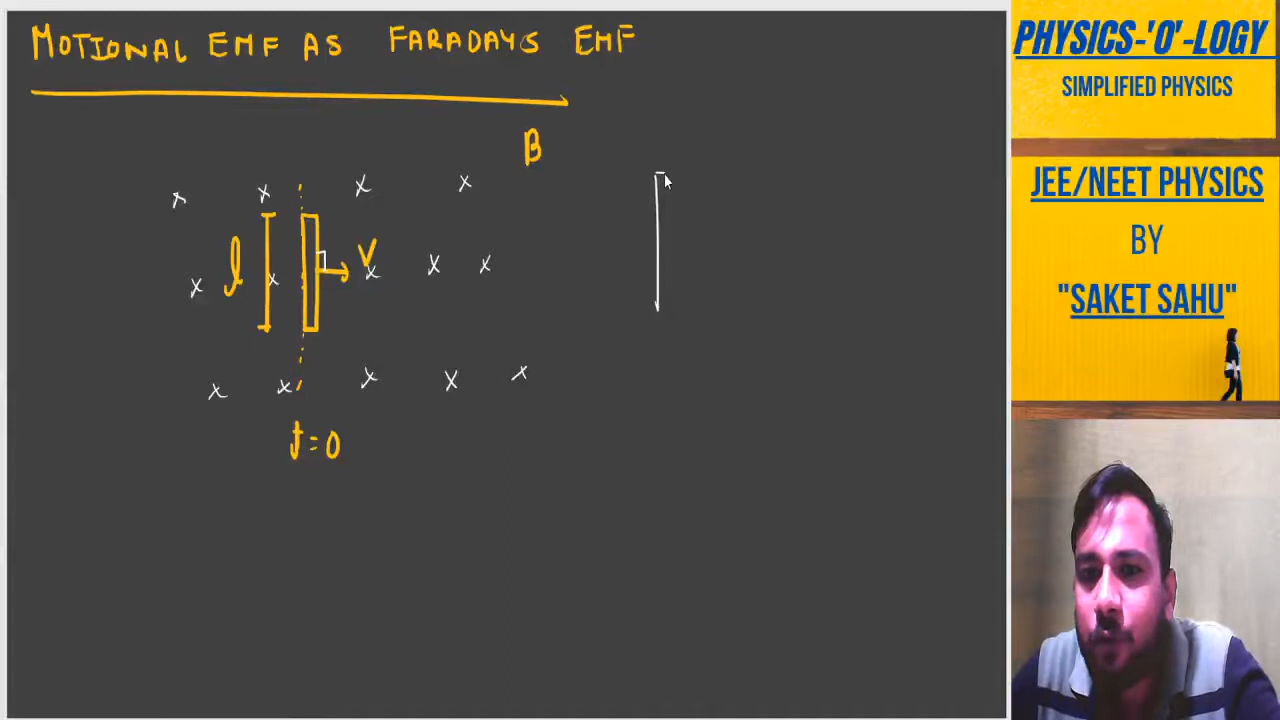 MOTIONAL EMF AS FARADAYS EMF
B
x x x x
l v
x x x x x
x x x x x
t=0
PHYSICS-'O'-LOGY
SIMPLIFIED PHYSICS
JEE/NEET PHYSICS
BY
"SAKET SAHU"